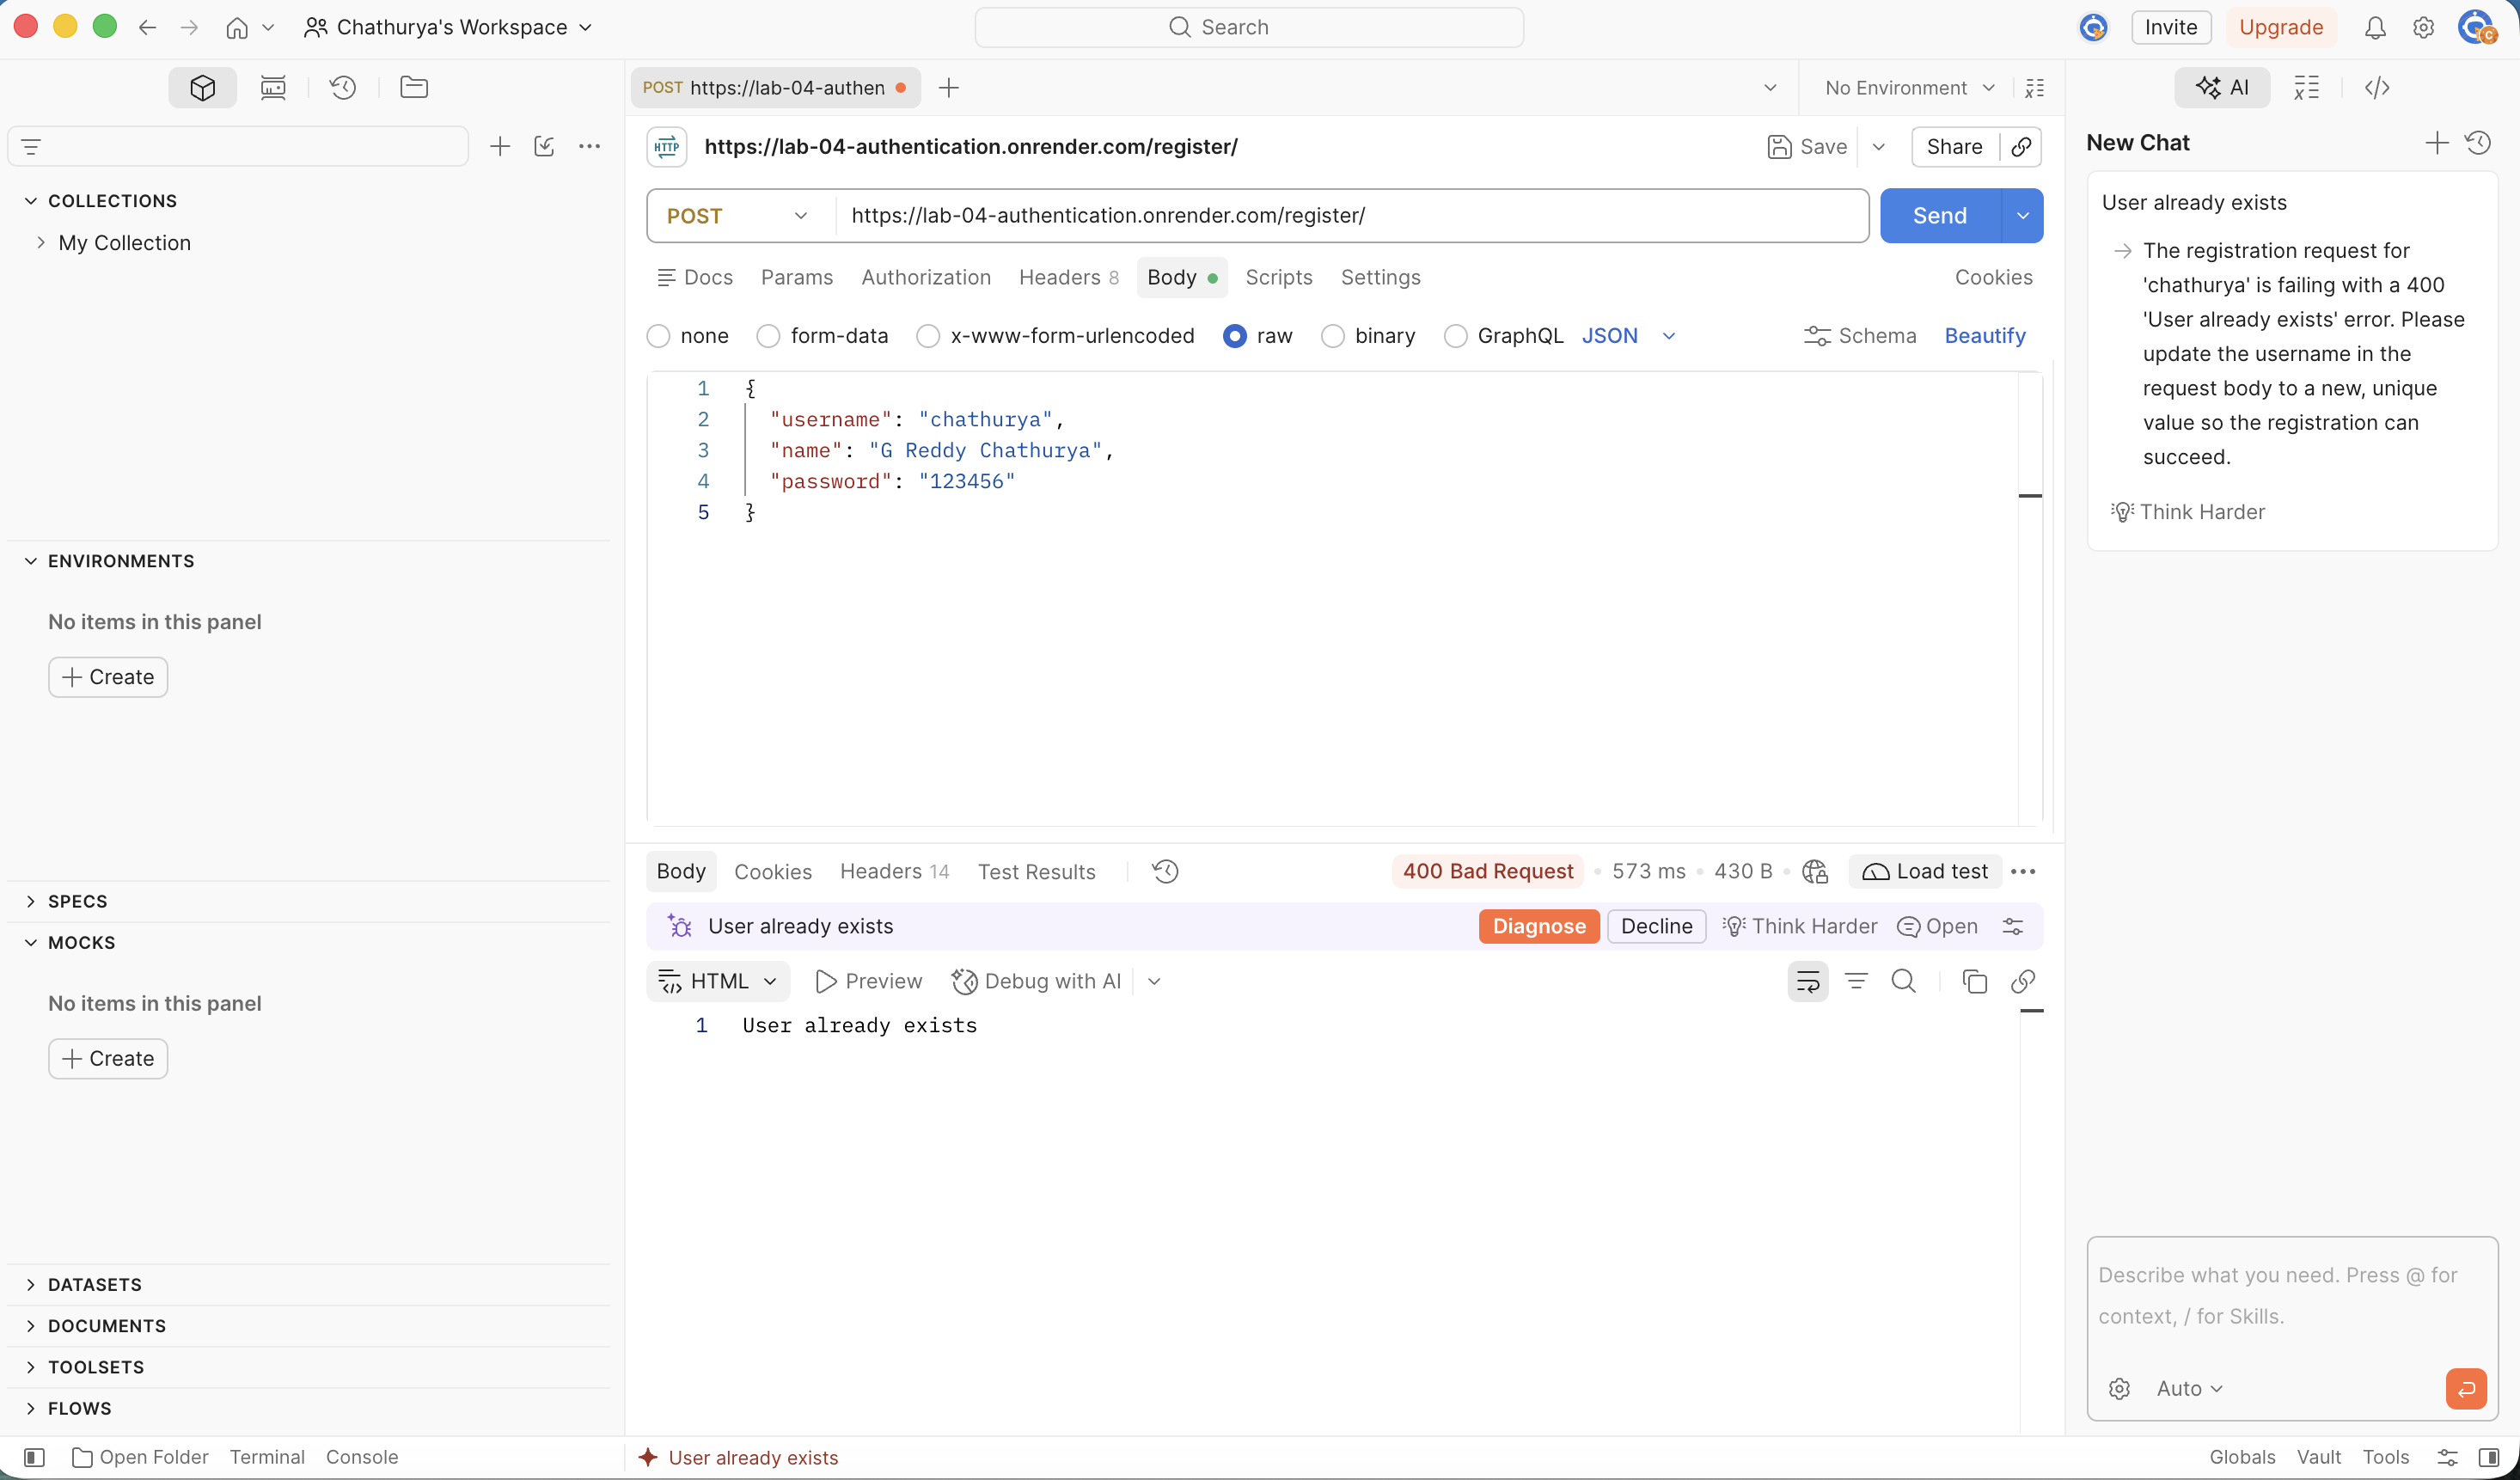 Chathurya's Workspace
Search
Invite
Upgrade
POST https://lab-04-authen
No Environment
AI
HTTP
https://lab-04-authentication.onrender.com/register/
Save
Share
New Chat
COLLECTIONS
My Collection
POST
https://lab-04-authentication.onrender.com/register/
Send
User already exists
The registration request for
'chathurya' is failing with a 400
'User already exists' error. Please
update the username in the
request body to a new, unique
value so the registration can
succeed.
Think Harder
Docs Params Authorization Headers 8 Body Scripts Settings Cookies
none form-data x-www-form-urlencoded raw binary GraphQL JSON Schema Beautify
1 {
2 "username": "chathurya",
3 "name": "G Reddy Chathurya",
4 "password": "123456"
5 }
ENVIRONMENTS
No items in this panel
Create
SPECS
MOCKS
No items in this panel
Create
DATASETS
DOCUMENTS
TOOLSETS
FLOWS
Body Cookies Headers 14 Test Results
400 Bad Request • 573 ms • 430 B • Load test
User already exists
Diagnose Decline Think Harder Open
HTML Preview Debug with AI
1 User already exists
Describe what you need. Press @ for
context, / for Skills.
Auto
Open Folder Terminal Console
User already exists
Globals Vault Tools